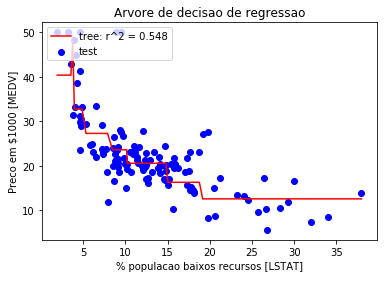 Arvore de decisao de regressao
50
40
30
20
10
Preco em $1000 [MEDV]
tree: r^2 = 0.548
test
5
10
15
20
25
30
35
% populacao baixos recursos [LSTAT]